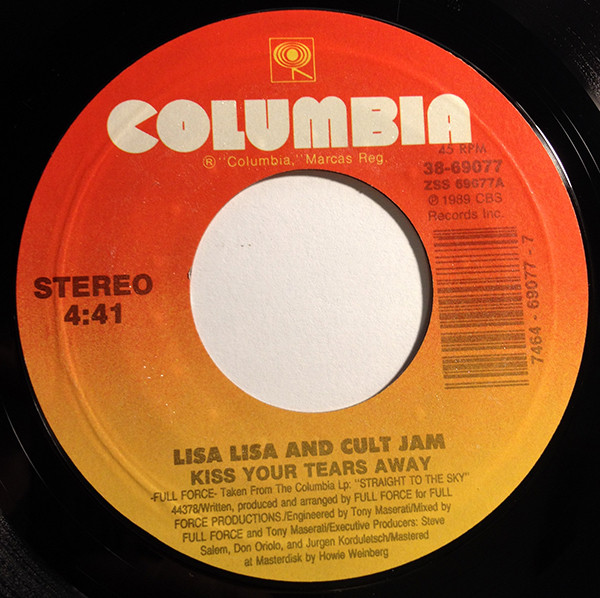 COLUMBIA
® "Columbia," Marcas Reg.
45 RPM
38-69077
ZSS 69077A
℗ 1989 CBS
Records Inc.
STEREO
4:41
7464-69077-7
LISA LISA AND CULT JAM
KISS YOUR TEARS AWAY
-FULL FORCE- Taken From The Columbia Lp: "STRAIGHT TO THE SKY"
44378/Written, produced and arranged by FULL FORCE for FULL
FORCE PRODUCTIONS./Engineered by Tony Maserati/Mixed by
FULL FORCE and Tony Maserati/Executive Producers: Steve
Salem, Don Oriolo, and Jurgen Korduletsch/Mastered
at Masterdisk by Howie Weinberg